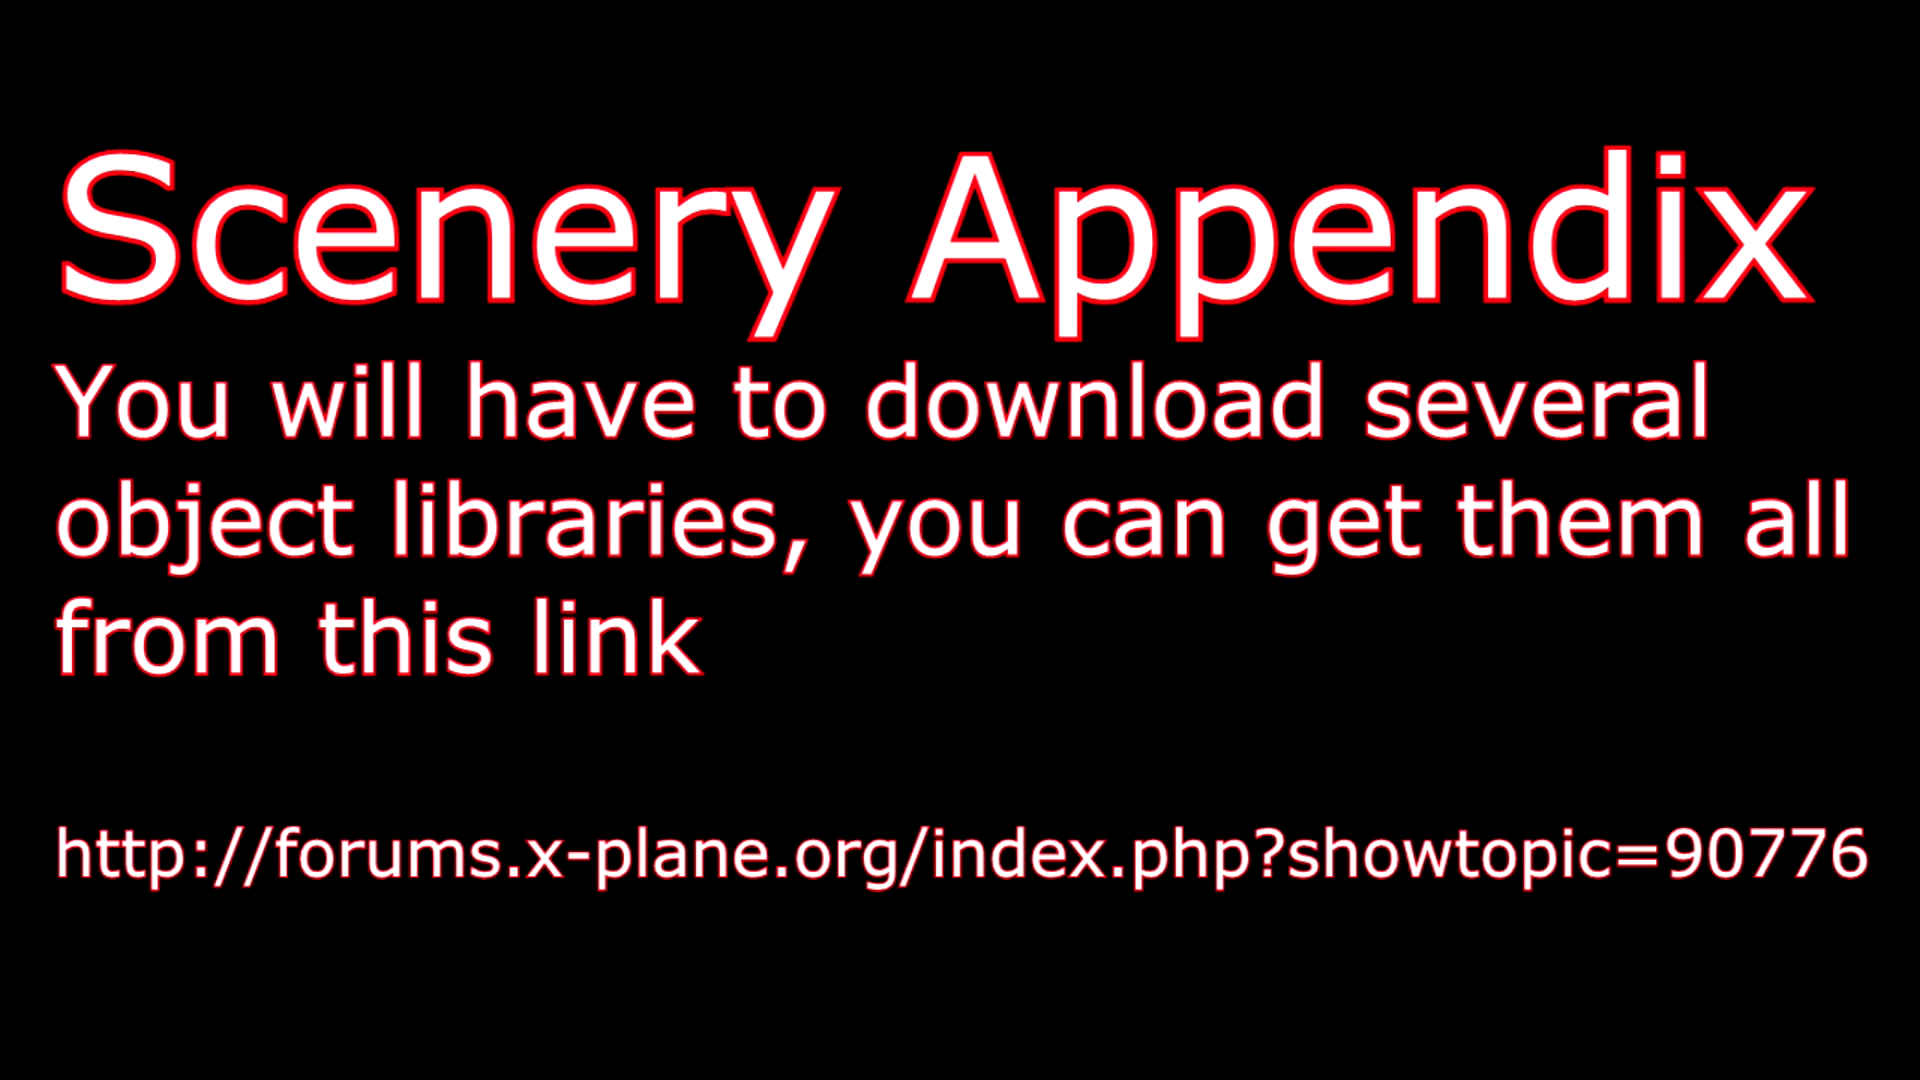 Scenery Appendix
You will have to download several
object libraries, you can get them all
from this link
http://forums.x-plane.org/index.php?showtopic=90776